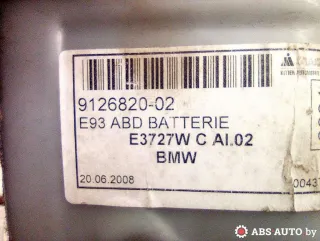 9126820-02
E93 ABD BATTERIE
E3727W C AI.02
BMW
20.06.2008
ABS AUTO by